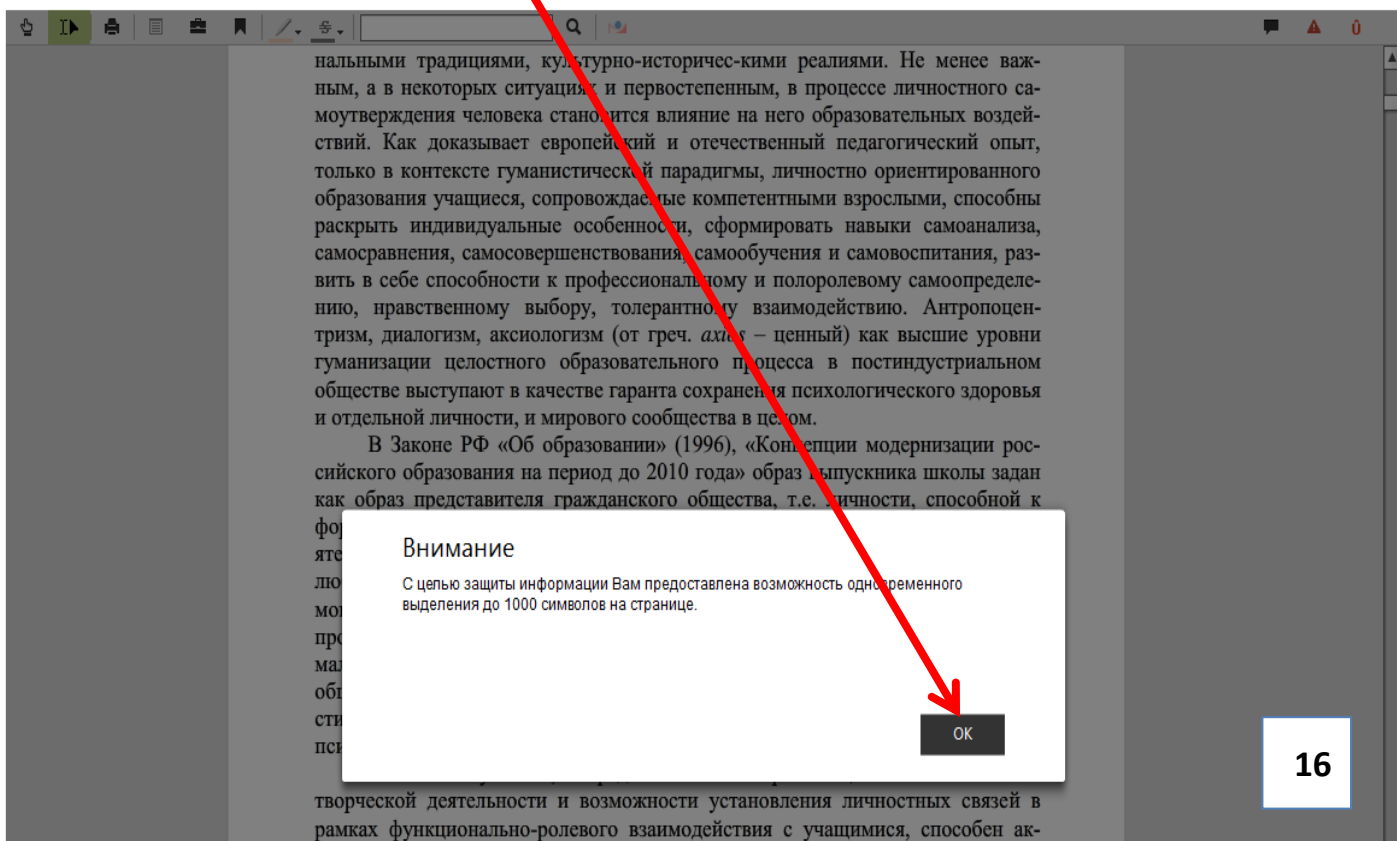 нальными традициями, культурно-историчес-кими реалиями. Не менее важ-
ным, а в некоторых ситуациях и первостепенным, в процессе личностного са-
моутверждения человека становится влияние на него образовательных воздей-
ствий. Как доказывает европейский и отечественный педагогический опыт,
только в контексте гуманистической парадигмы, личностно ориентированного
образования учащиеся, сопровождаемые компетентными взрослыми, способны
раскрыть индивидуальные особенности, сформировать навыки самоанализа,
самосравнения, самосовершенствования, самообучения и самовоспитания, раз-
вить в себе способности к профессиональному и полоролевому самоопределе-
нию, нравственному выбору, толерантному взаимодействию. Антропоцен-
тризм, диалогизм, аксиологизм (от греч. axios – ценный) как высшие уровни
гуманизации целостного образовательного процесса в постиндустриальном
обществе выступают в качестве гаранта сохранения психологического здоровья
и отдельной личности, и мирового сообщества в целом.
В Законе РФ «Об образовании» (1996), «Концепции модернизации рос-
сийского образования на период до 2010 года» образ выпускника школы задан
как образ представителя гражданского общества, т.е. личности, способной к
Внимание
С целью защиты информации Вам предоставлена возможность одновременного
выделения до 1000 символов на странице.
OK
16
творческой деятельности и возможности установления личностных связей в
рамках функционально-ролевого взаимодействия с учащимися, способен ак-